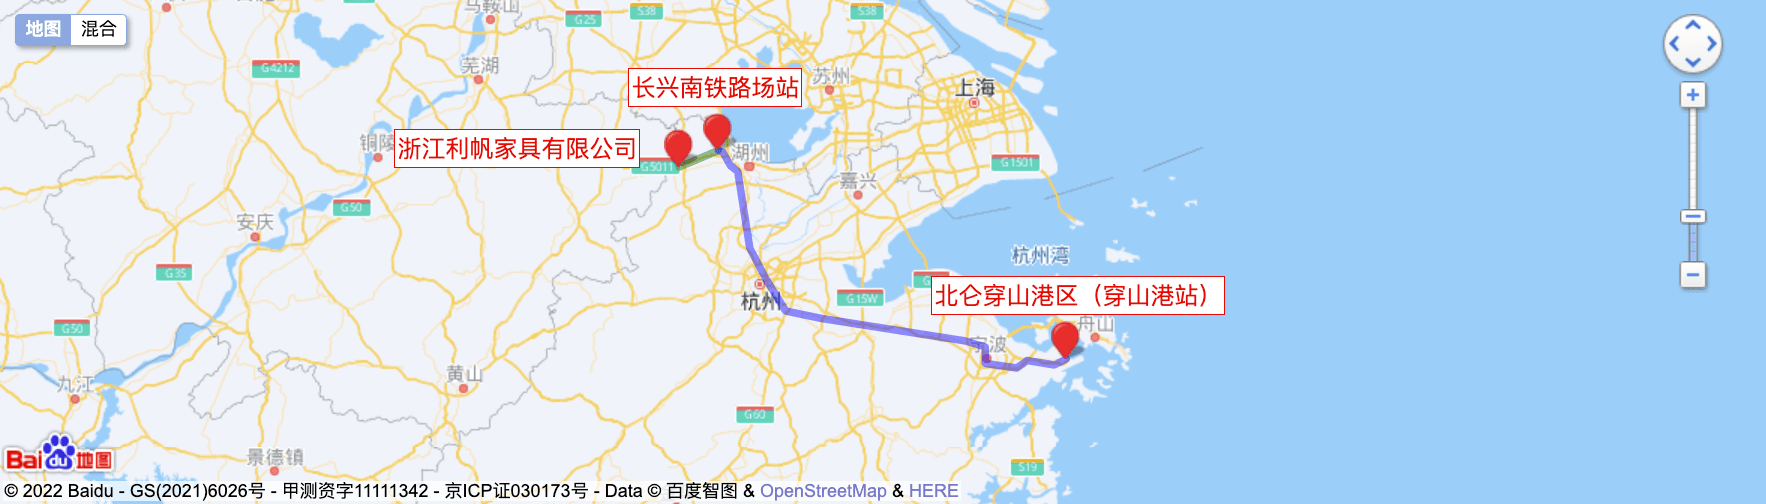 地图 混合
马鞍山
G25
S38
S38
G4212
芜湖
苏州
上海
长兴南铁路场站
铜陵
浙江利帆家具有限公司
湖州
G5011
G1501
嘉兴
G50
安庆
杭州湾
G35
北仑穿山港区（穿山港站）
杭州
G15W
G50
舟山
宁波
黄山
九江
G60
景德镇
S19
Bai du 地图
© 2022 Baidu - GS(2021)6026号 - 甲测资字11111342 - 京ICP证030173号 - Data © 百度智图 & OpenStreetMap & HERE